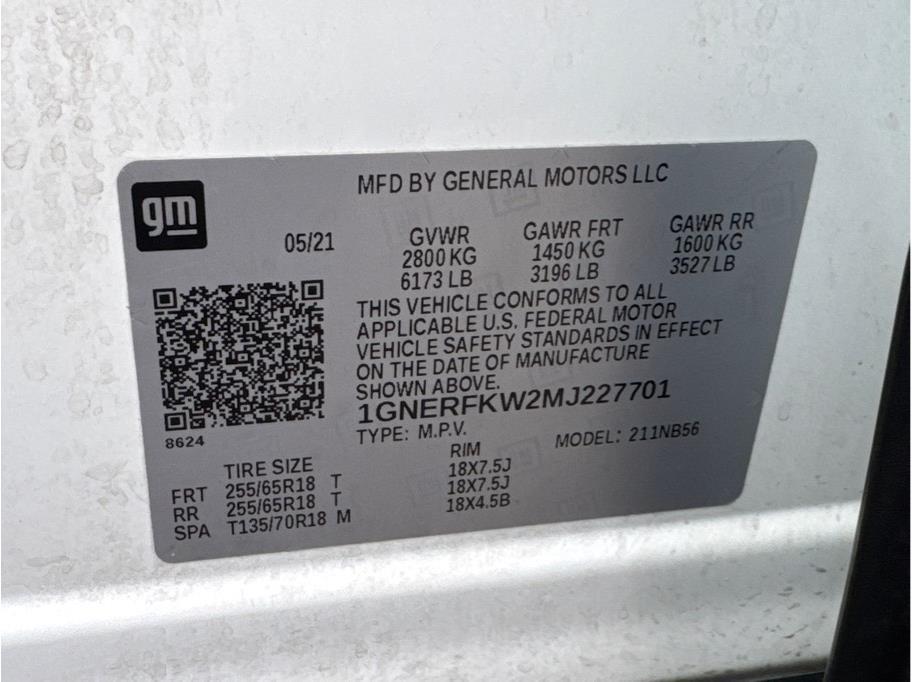 gm
MFD BY GENERAL MOTORS LLC
05/21
GVWR GAWR FRT GAWR RR
2800 KG 1450 KG 1600 KG
6173 LB 3196 LB 3527 LB
THIS VEHICLE CONFORMS TO ALL
APPLICABLE U.S. FEDERAL MOTOR
VEHICLE SAFETY STANDARDS IN EFFECT
ON THE DATE OF MANUFACTURE
SHOWN ABOVE.
1GNERFKW2MJ227701
8624
TYPE: M.P.V. MODEL: 211NB56
TIRE SIZE RIM
FRT 255/65R18 T 18X7.5J
RR 255/65R18 T 18X7.5J
SPA T135/70R18 M 18X4.5B